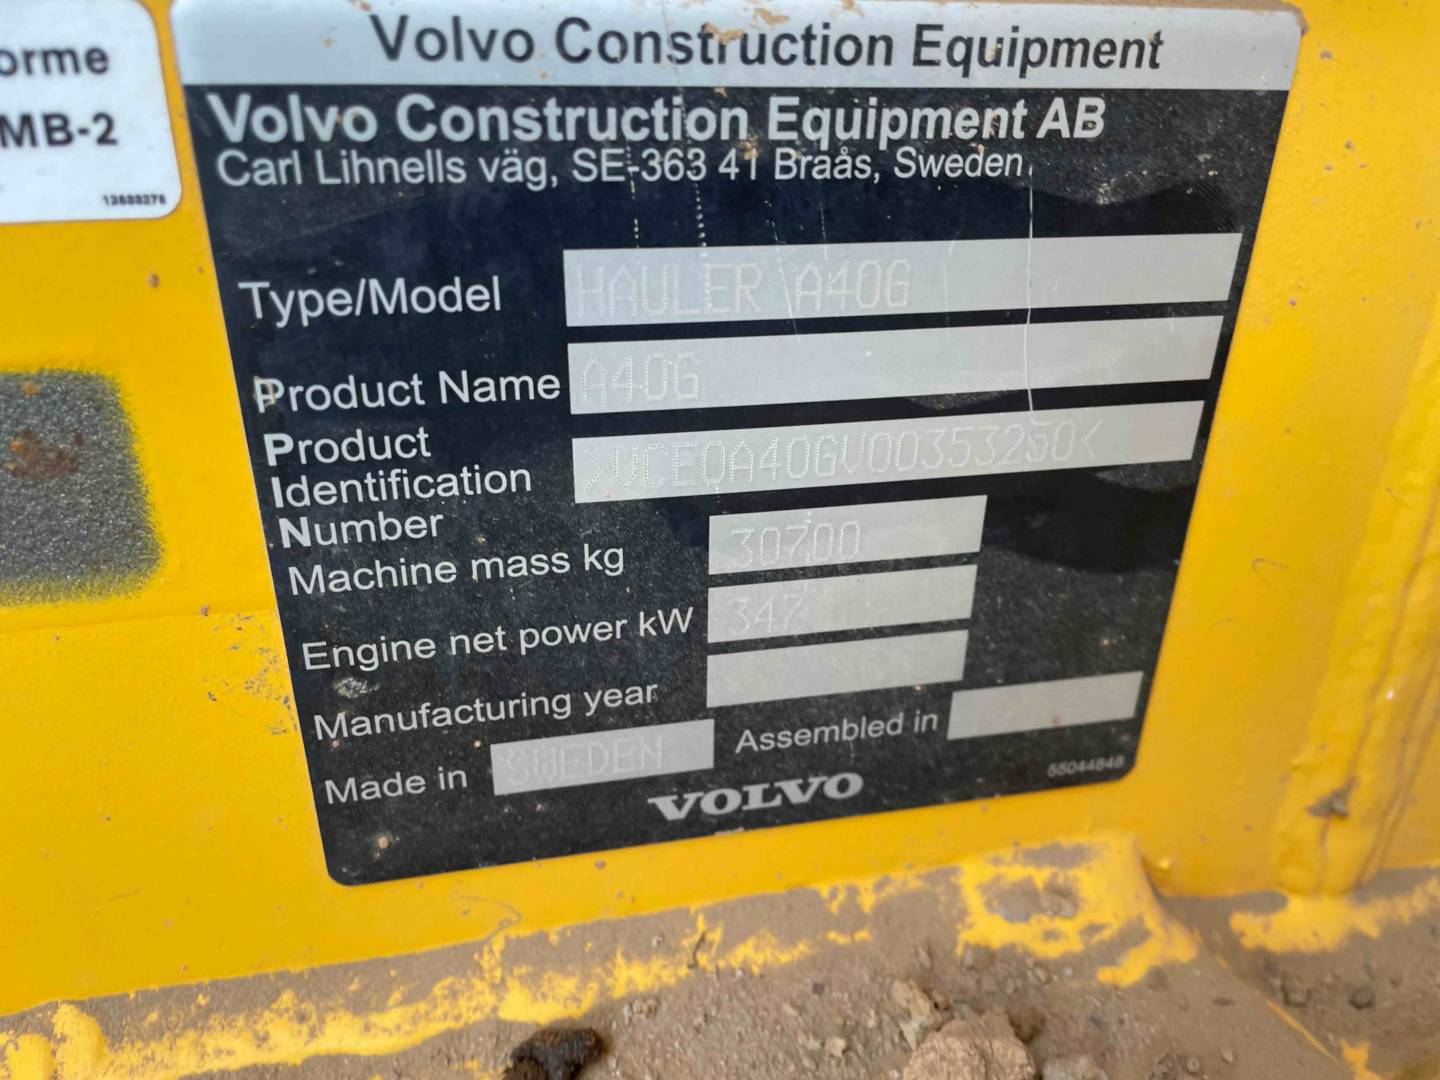 orme
MB-2
12633276
Volvo Construction Equipment
Volvo Construction Equipment AB
Carl Lihnells väg, SE-363 41 Braås, Sweden
Type/Model HAULER A40G
Product Name A40G
Product
Identification
Number >VCE0A40GV00353250<
Machine mass kg 30700
Engine net power kW 347
Manufacturing year
Made in SWEDEN Assembled in
55044848
VOLVO